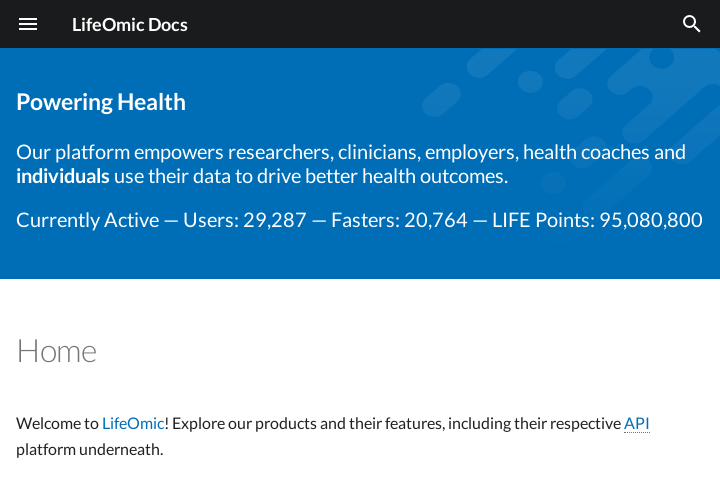 LifeOmic Docs
Powering Health
Our platform empowers researchers, clinicians, employers, health coaches and
individuals use their data to drive better health outcomes.
Currently Active — Users: 29,287 — Fasters: 20,764 — LIFE Points: 95,080,800
Home
Welcome to LifeOmic! Explore our products and their features, including their respective API
platform underneath.